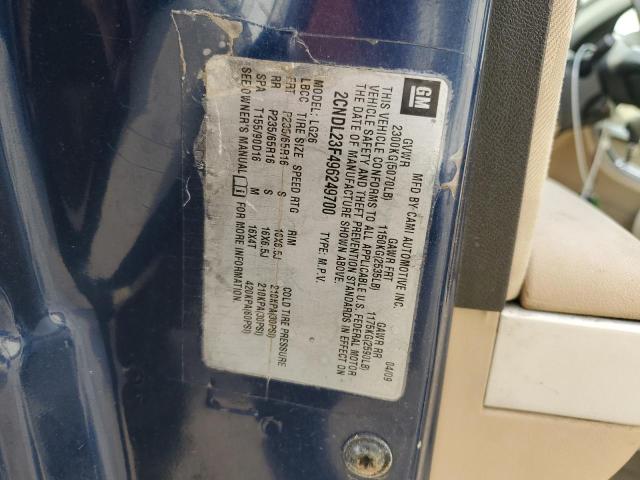 GM
MFD BY CAMI AUTOMOTIVE INC. 04/09
GVWR GAWR FRT GAWR RR
2300KG(5070LB) 1150KG(2535LB) 1175KG(2590LB)
THIS VEHICLE CONFORMS TO ALL APPLICABLE U.S. FEDERAL MOTOR
VEHICLE SAFETY AND THEFT PREVENTION STANDARDS IN EFFECT ON
THE DATE OF MANUFACTURE SHOWN ABOVE.
2CNDL23F496249700 TYPE: M.P.V.
MODEL: LG26
LBCC TIRE SIZE SPEED RTG RIM COLD TIRE PRESSURE
FRT P235/65R16 S 16X6.5J 210KPA(30PSI)
RR P235/65R16 S 16X6.5J 210KPA(30PSI)
SPA T155/90D16 M 16X4T 420KPA(60PSI)
SEE OWNER'S MANUAL i FOR MORE INFORMATION.